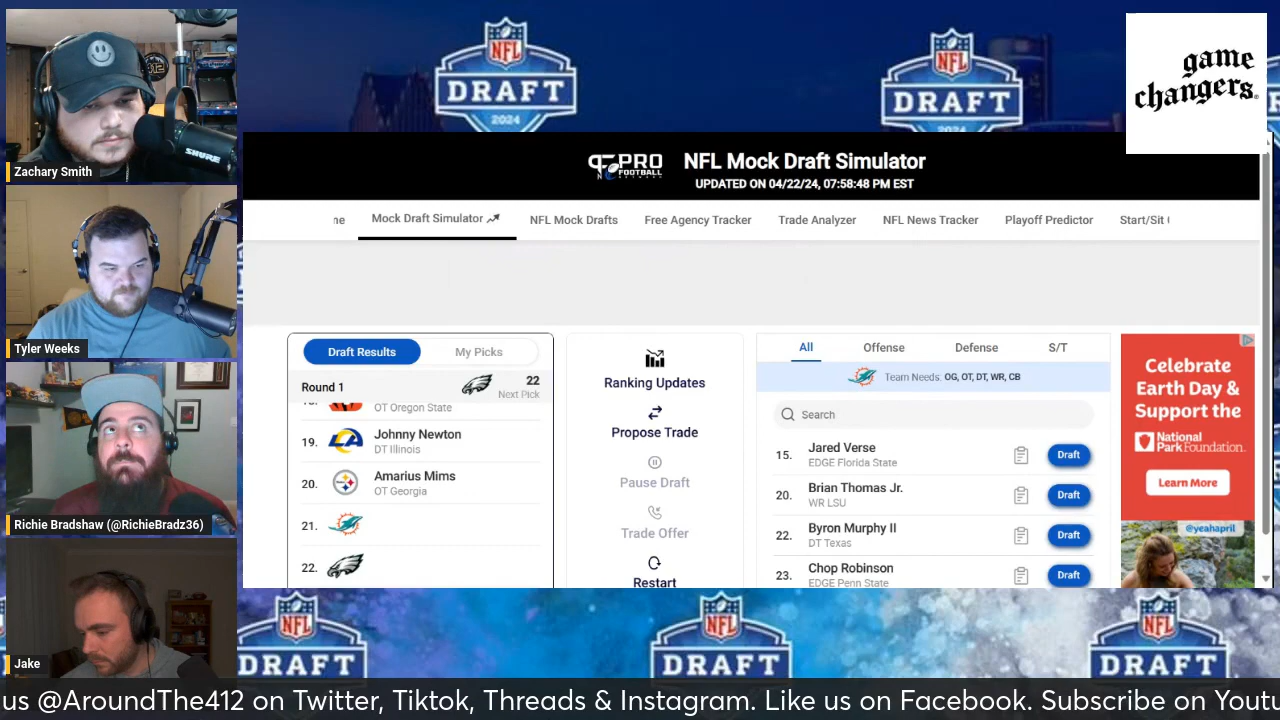 Zachary Smith
Tyler Weeks
Richie Bradshaw (@RichieBradz36)
Jake
SHURE
NFL
DRAFT
2024
NFL
DRAFT
2024
game
changers
PRO
FOOTBALL
NETWORK
NFL Mock Draft Simulator
UPDATED ON 04/22/24, 07:58:48 PM EST
ne
Mock Draft Simulator
NFL Mock Drafts
Free Agency Tracker
Trade Analyzer
NFL News Tracker
Playoff Predictor
Start/Sit
Draft Results
My Picks
Round 1
22
Next Pick
OT Oregon State
19.
Johnny Newton
DT Illinois
20.
Amarius Mims
OT Georgia
21.
22.
Ranking Updates
Propose Trade
Pause Draft
Trade Offer
Restart
All
Offense
Defense
S/T
Team Needs: OG, OT, DT, WR, CB
Search
15.
Jared Verse
EDGE Florida State
Draft
20.
Brian Thomas Jr.
WR LSU
Draft
22.
Byron Murphy II
DT Texas
Draft
23.
Chop Robinson
EDGE Penn State
Draft
Celebrate
Earth Day &
Support the
National
Park Foundation.
Learn More
@yeahapril
NFL
DRAFT
NFL
DRAFT
NFL
DRAFT
us @AroundThe412 on Twitter, Tiktok, Threads & Instagram. Like us on Facebook. Subscribe on Youtu